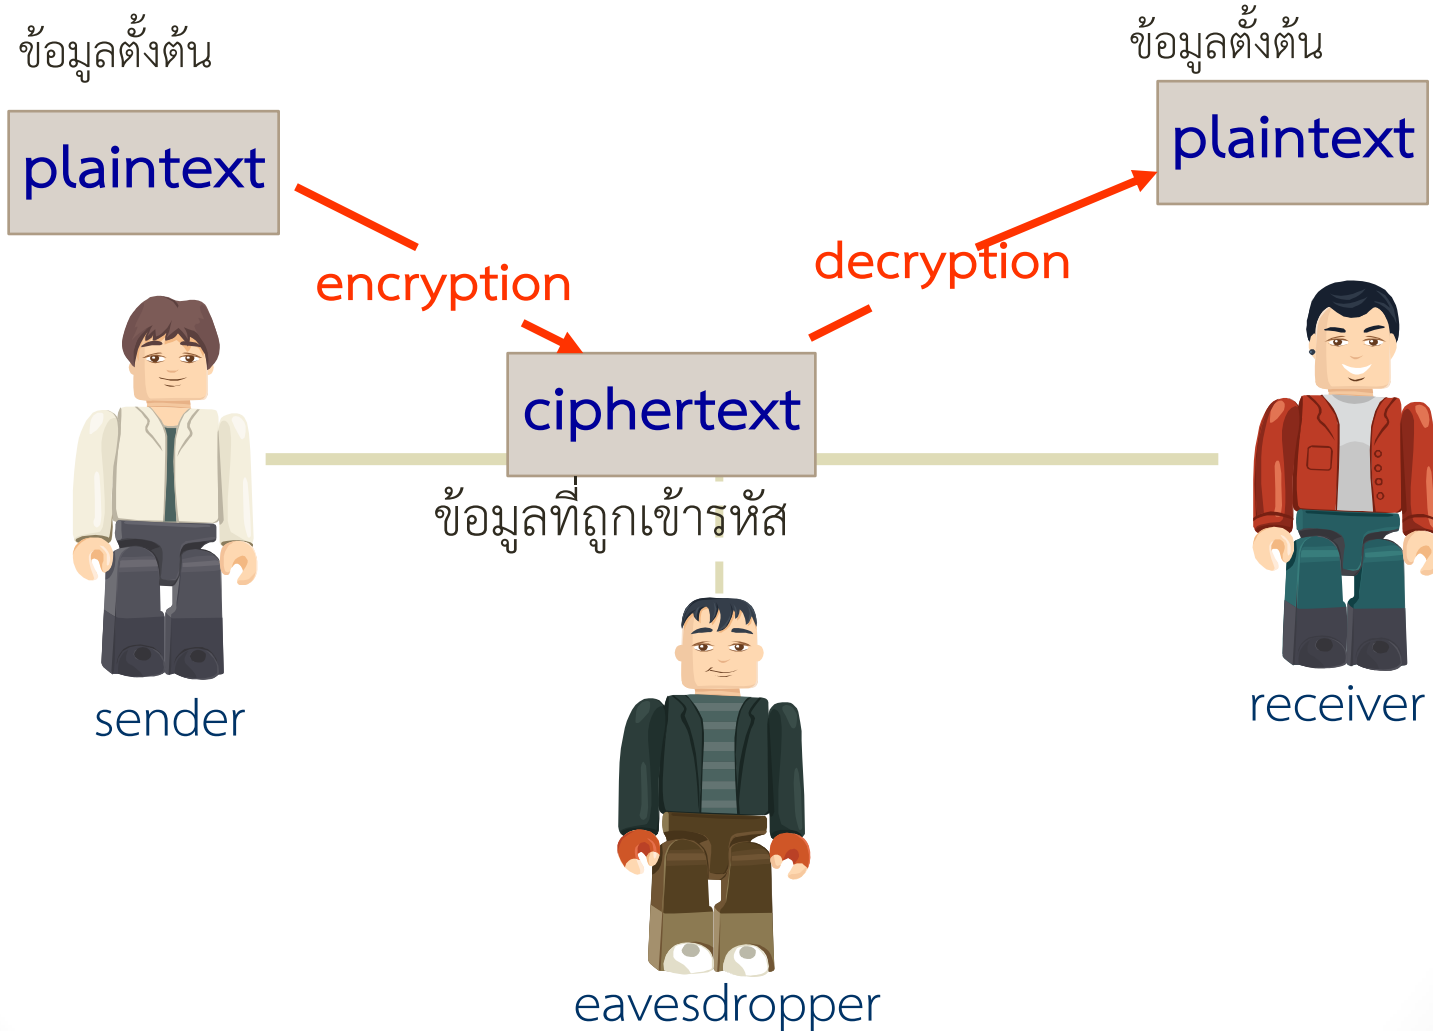 ข้อมูลตั้งต้น
ข้อมูลตั้งต้น
plaintext
plaintext
encryption
decryption
ciphertext
ข้อมูลที่ถูกเข้ารหัส
sender
receiver
eavesdropper